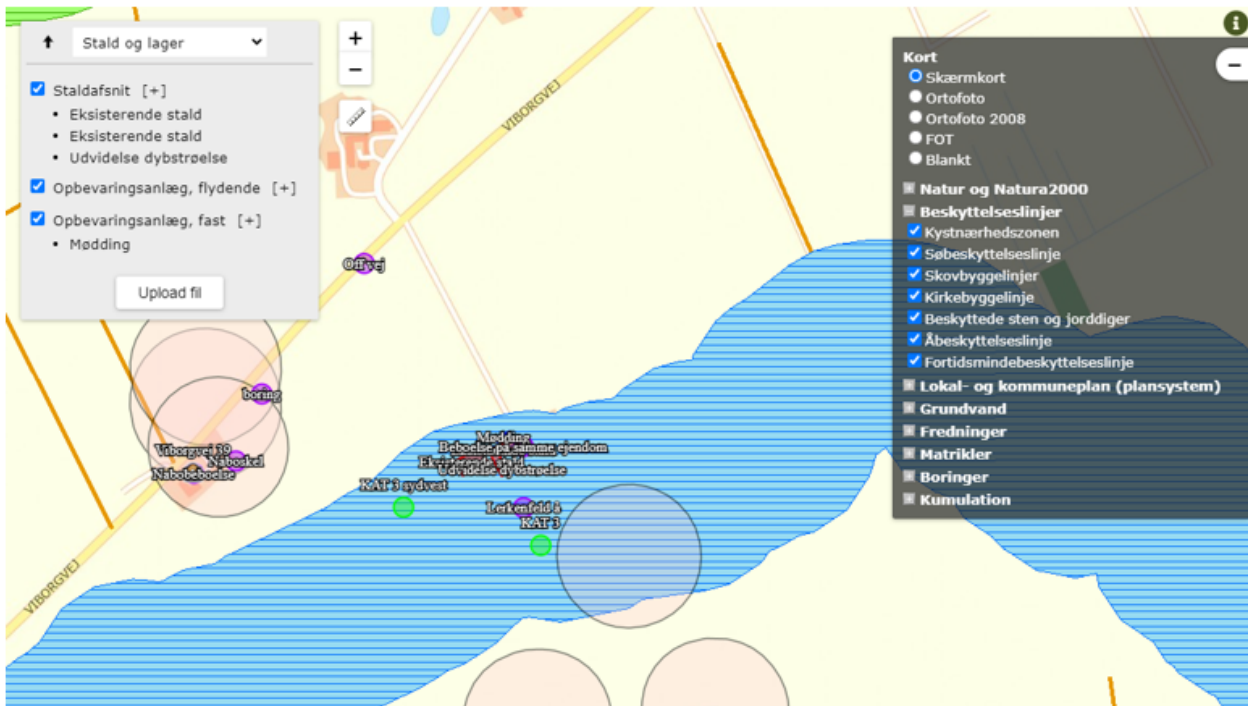 Stald og lager
Staldafsnit [+]
Eksisterende stald
Eksisterende stald
Udvidelse dybstrøelse
Opbevaringsanlæg, flydende [+]
Opbevaringsanlæg, fast [+]
Mødding
Upload fil
+
−
VIBORGVEJ
Kort
Skærmkort
Ortofoto
Ortofoto 2008
FOT
Blankt
Natur og Natura2000
Beskyttelseslinjer
Kystnærhedszonen
Søbeskyttelseslinje
Skovbyggelinjer
Kirkebyggelinje
Beskyttede sten og jorddiger
Åbeskyttelseslinje
Fortidsmindebeskyttelseslinje
Lokal- og kommuneplan (plansystem)
Grundvand
Fredninger
Matrikler
Boringer
Kumulation
Off vej
boring
Viborgvej 39
Naboskel
Nabobeboelse
Mødding
Beboelse på samme ejendom
Udvidelse dybstrøelse
KAT 3 sydvest
Lerkenfeld å
KAT 3
VIBORGVEJ